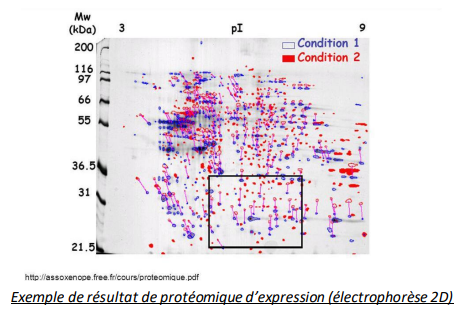 Mw
(kDa)
3 pI 9
Condition 1
Condition 2
200
116
97
66
55
36.5
31
21.5
http://assoxenope.free.fr/cours/proteomique.pdf
Exemple de résultat de protéomique d'expression (électrophorèse 2D)